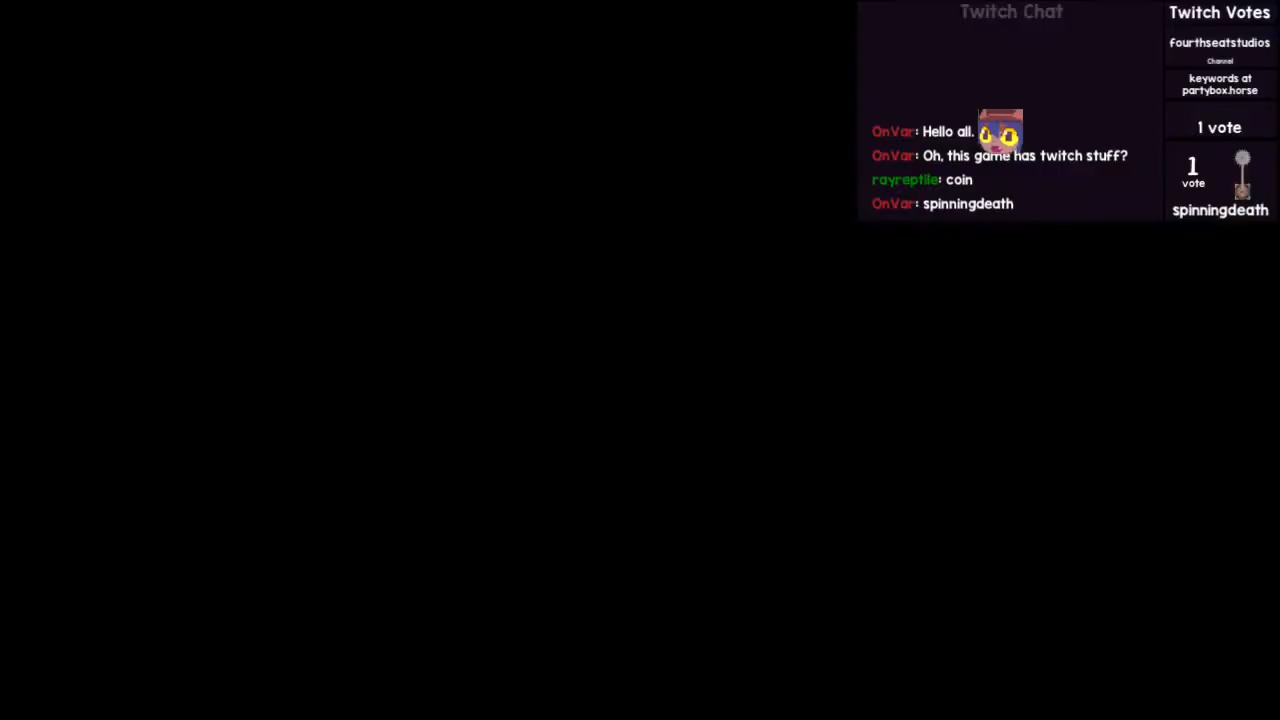 Twitch Chat
OnVar: Hello all.
OnVar: Oh, this game has twitch stuff?
rayreptile: coin
OnVar: spinningdeath
Twitch Votes
fourthseatstudios
Channel
keywords at
partybox.horse
1 vote
1
vote
spinningdeath